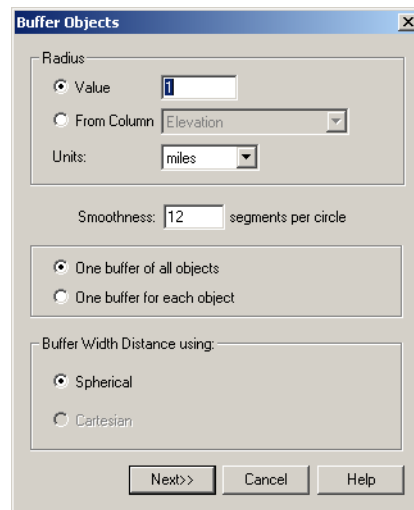 Buffer Objects
Radius
Value 1
From Column Elevation
Units: miles
Smoothness: 12 segments per circle
One buffer of all objects
One buffer for each object
Buffer Width Distance using:
Spherical
Cartesian
Next>> Cancel Help